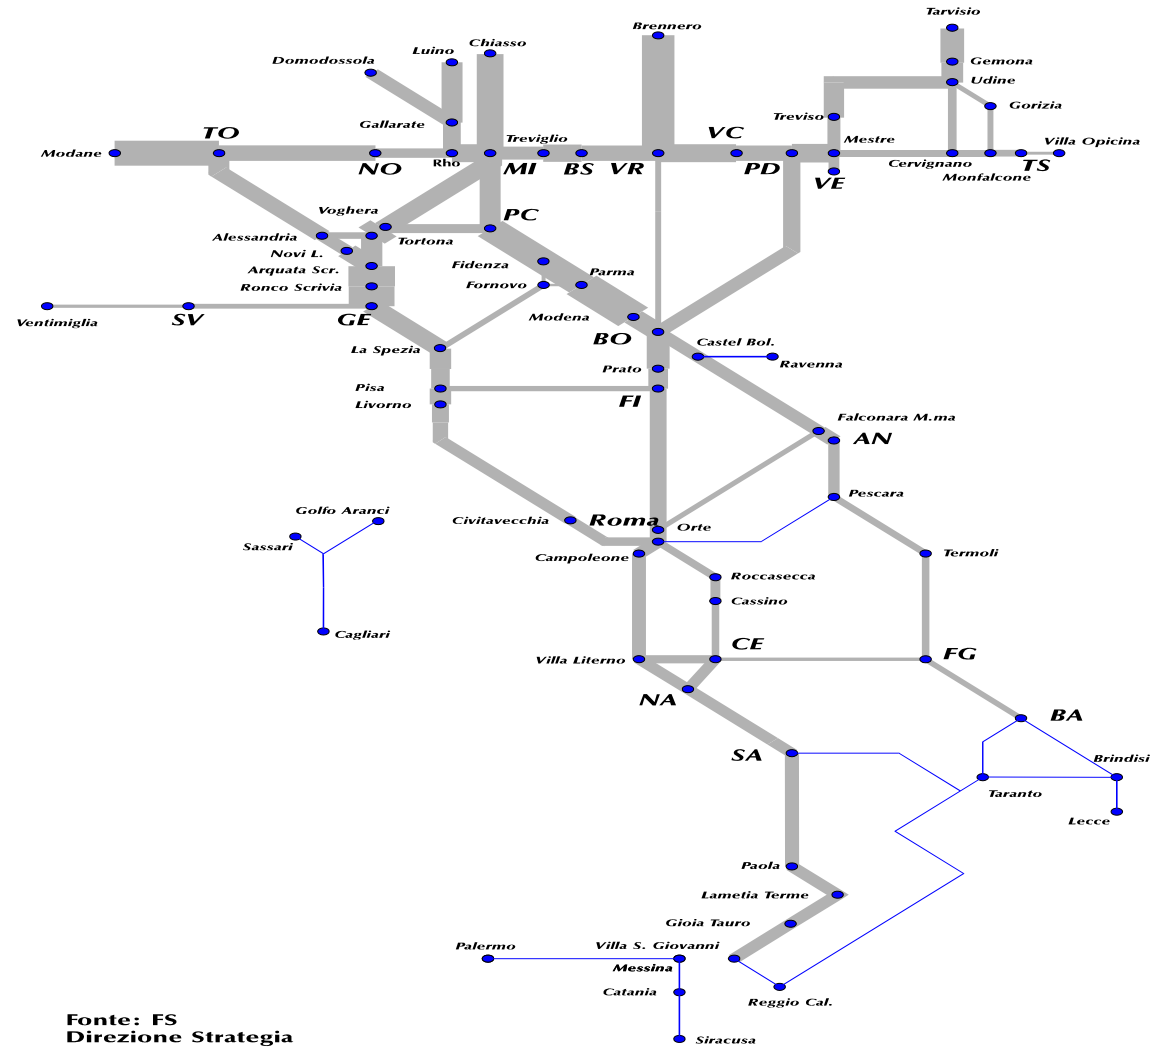 Tarvisio
Brennero
Chiasso
Luino
Domodossola
Gemona
Udine
Gorizia
Treviso
Gallarate
TO
VC
Treviglio
Mestre
Villa Opicina
Modane
NO
Rho
MI
BS
VR
PD
VE
Cervignano
TS
Monfalcone
Voghera
PC
Alessandria
Tortona
Novi L.
Fidenza
Arquata Scr.
Parma
Ronco Scrivia
Fornovo
Ventimiglia
SV
GE
Modena
BO
Castel Bol.
La Spezia
Ravenna
Prato
Pisa
FI
Livorno
Falconara M.ma
AN
Pescara
Golfo Aranci
Civitavecchia
Roma
Orte
Sassari
Campoleone
Termoli
Roccasecca
Cassino
Cagliari
CE
Villa Literno
FG
NA
BA
SA
Brindisi
Taranto
Lecce
Paola
Lametia Terme
Gioia Tauro
Palermo
Villa S. Giovanni
Messina
Catania
Reggio Cal.
Siracusa
Fonte: FS
Direzione Strategia